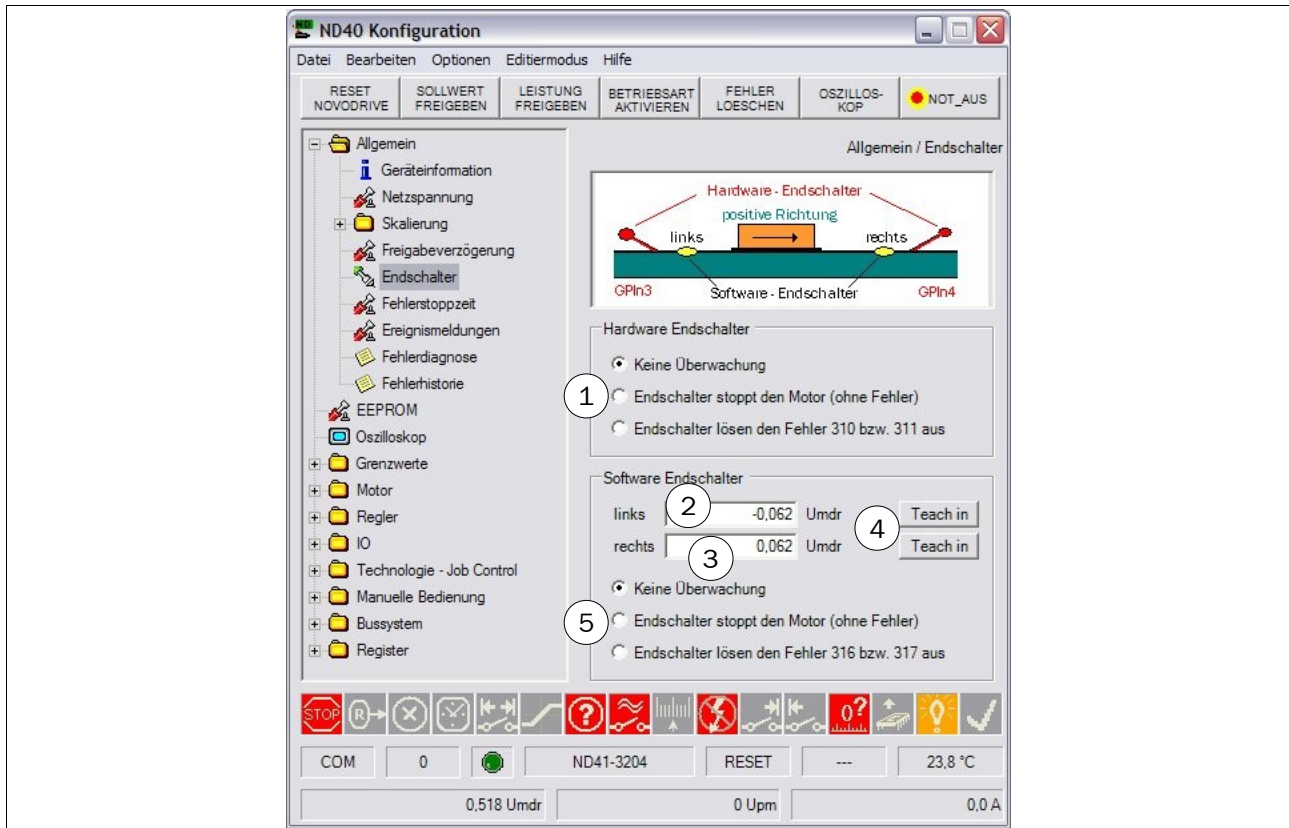 ND40 Konfiguration
Datei Bearbeiten Optionen Editiermodus Hilfe
RESET NOVODRIVE
SOLLWERT FREIGEBEN
LEISTUNG FREIGEBEN
BETRIEBSART AKTIVIEREN
FEHLER LOESCHEN
OSZILLOS- KOP
NOT_AUS
Allgemein
Geräteinformation
Netzspannung
Skalierung
Freigabeverzögerung
Endschalter
Fehlerstoppzeit
Ereignismeldungen
Fehlerdiagnose
Fehlerhistorie
EEPROM
Oszilloskop
Grenzwerte
Motor
Regler
IO
Technologie - Job Control
Manuelle Bedienung
Bussystem
Register
Allgemein / Endschalter
Hardware - Endschalter
positive Richtung
links
rechts
GPIn3
Software - Endschalter
GPIn4
Hardware Endschalter
Keine Überwachung
1
Endschalter stoppt den Motor (ohne Fehler)
Endschalter lösen den Fehler 310 bzw. 311 aus
Software Endschalter
links 2 -0,062 Umdr 4 Teach in
rechts 3 0,062 Umdr Teach in
Keine Überwachung
5
Endschalter stoppt den Motor (ohne Fehler)
Endschalter lösen den Fehler 316 bzw. 317 aus
STOP
R
?
0?
COM 0 ND41-3204 RESET --- 23,8 °C
0,518 Umdr 0 Upm 0,0 A